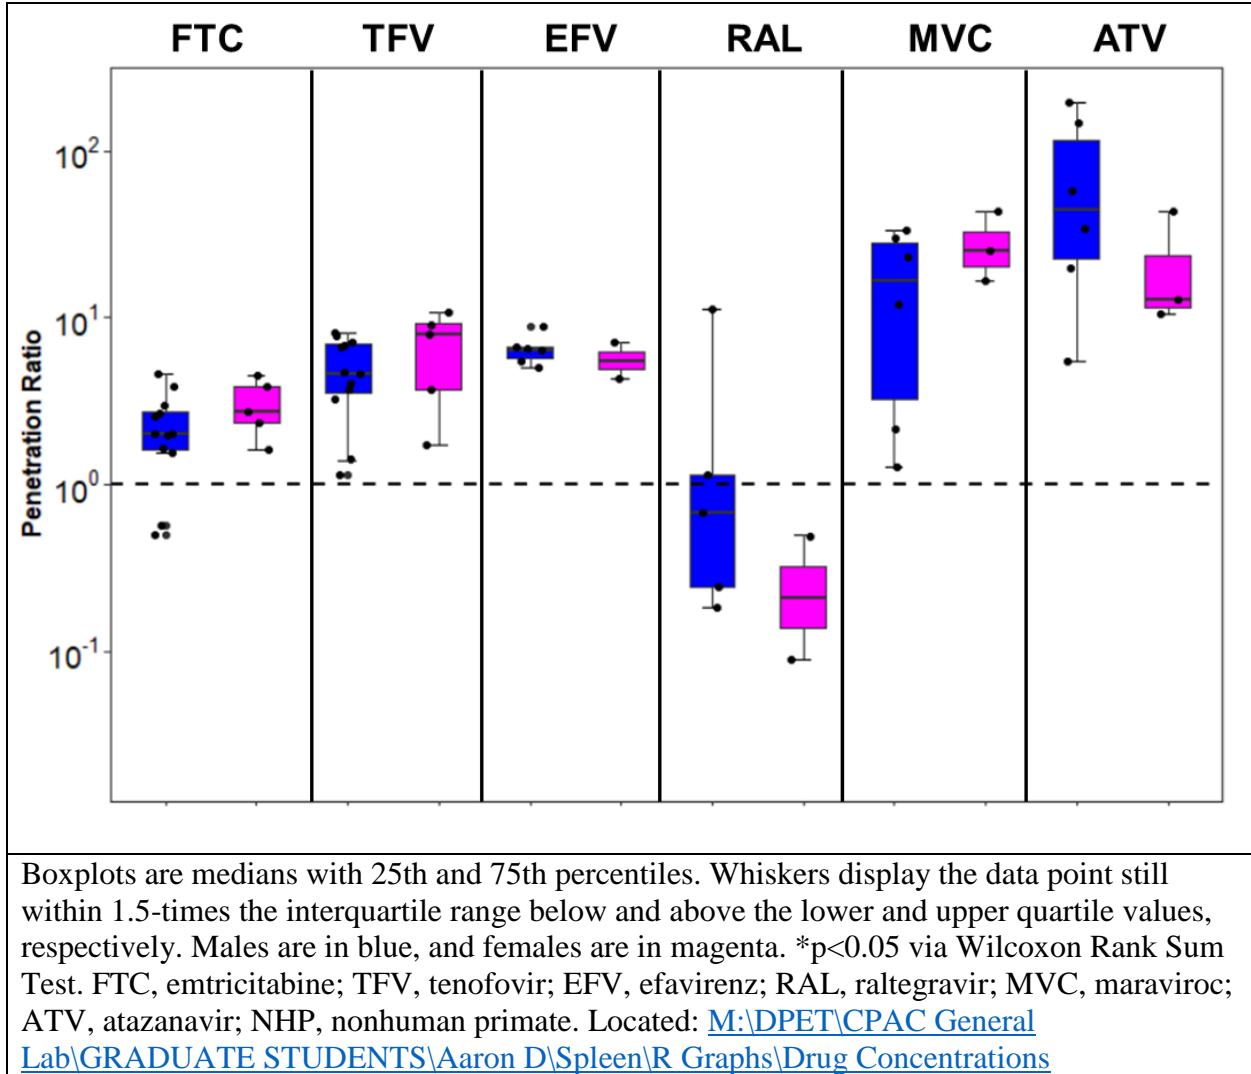 FTC TFV EFV RAL MVC ATV
Penetration Ratio
10²
10¹
10⁰
10⁻¹
Boxplots are medians with 25th and 75th percentiles. Whiskers display the data point still
within 1.5-times the interquartile range below and above the lower and upper quartile values,
respectively. Males are in blue, and females are in magenta. *p<0.05 via Wilcoxon Rank Sum
Test. FTC, emtricitabine; TFV, tenofovir; EFV, efavirenz; RAL, raltegravir; MVC, maraviroc;
ATV, atazanavir; NHP, nonhuman primate. Located: M:\DPET\CPAC General
Lab\GRADUATE STUDENTS\Aaron D\Spleen\R Graphs\Drug Concentrations